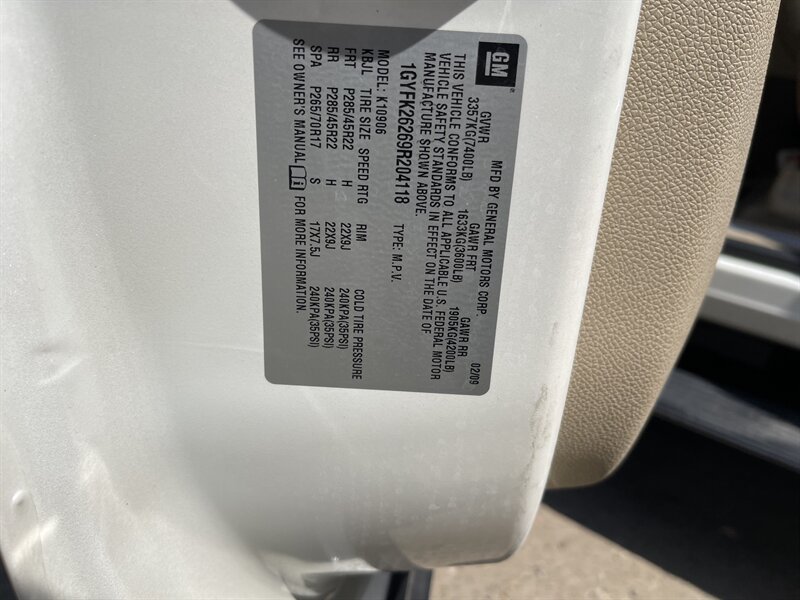 GM
MFD BY GENERAL MOTORS CORP.
02/09
GVWR GAWR FRT GAWR RR
3357KG(7400LB) 1633KG(3600LB) 1905KG(4200LB)
THIS VEHICLE CONFORMS TO ALL APPLICABLE U.S. FEDERAL MOTOR
VEHICLE SAFETY STANDARDS IN EFFECT ON THE DATE OF
MANUFACTURE SHOWN ABOVE.
1GYFK26269R204118 TYPE: M.P.V.
MODEL: K10906
KBJL TIRE SIZE SPEED RTG RIM COLD TIRE PRESSURE
FRT P285/45R22 H 22X9J 240KPA(35PSI)
RR P285/45R22 H 22X9J 240KPA(35PSI)
SPA P265/70R17 S 17X7.5J 240KPA(35PSI)
SEE OWNER'S MANUAL FOR MORE INFORMATION.